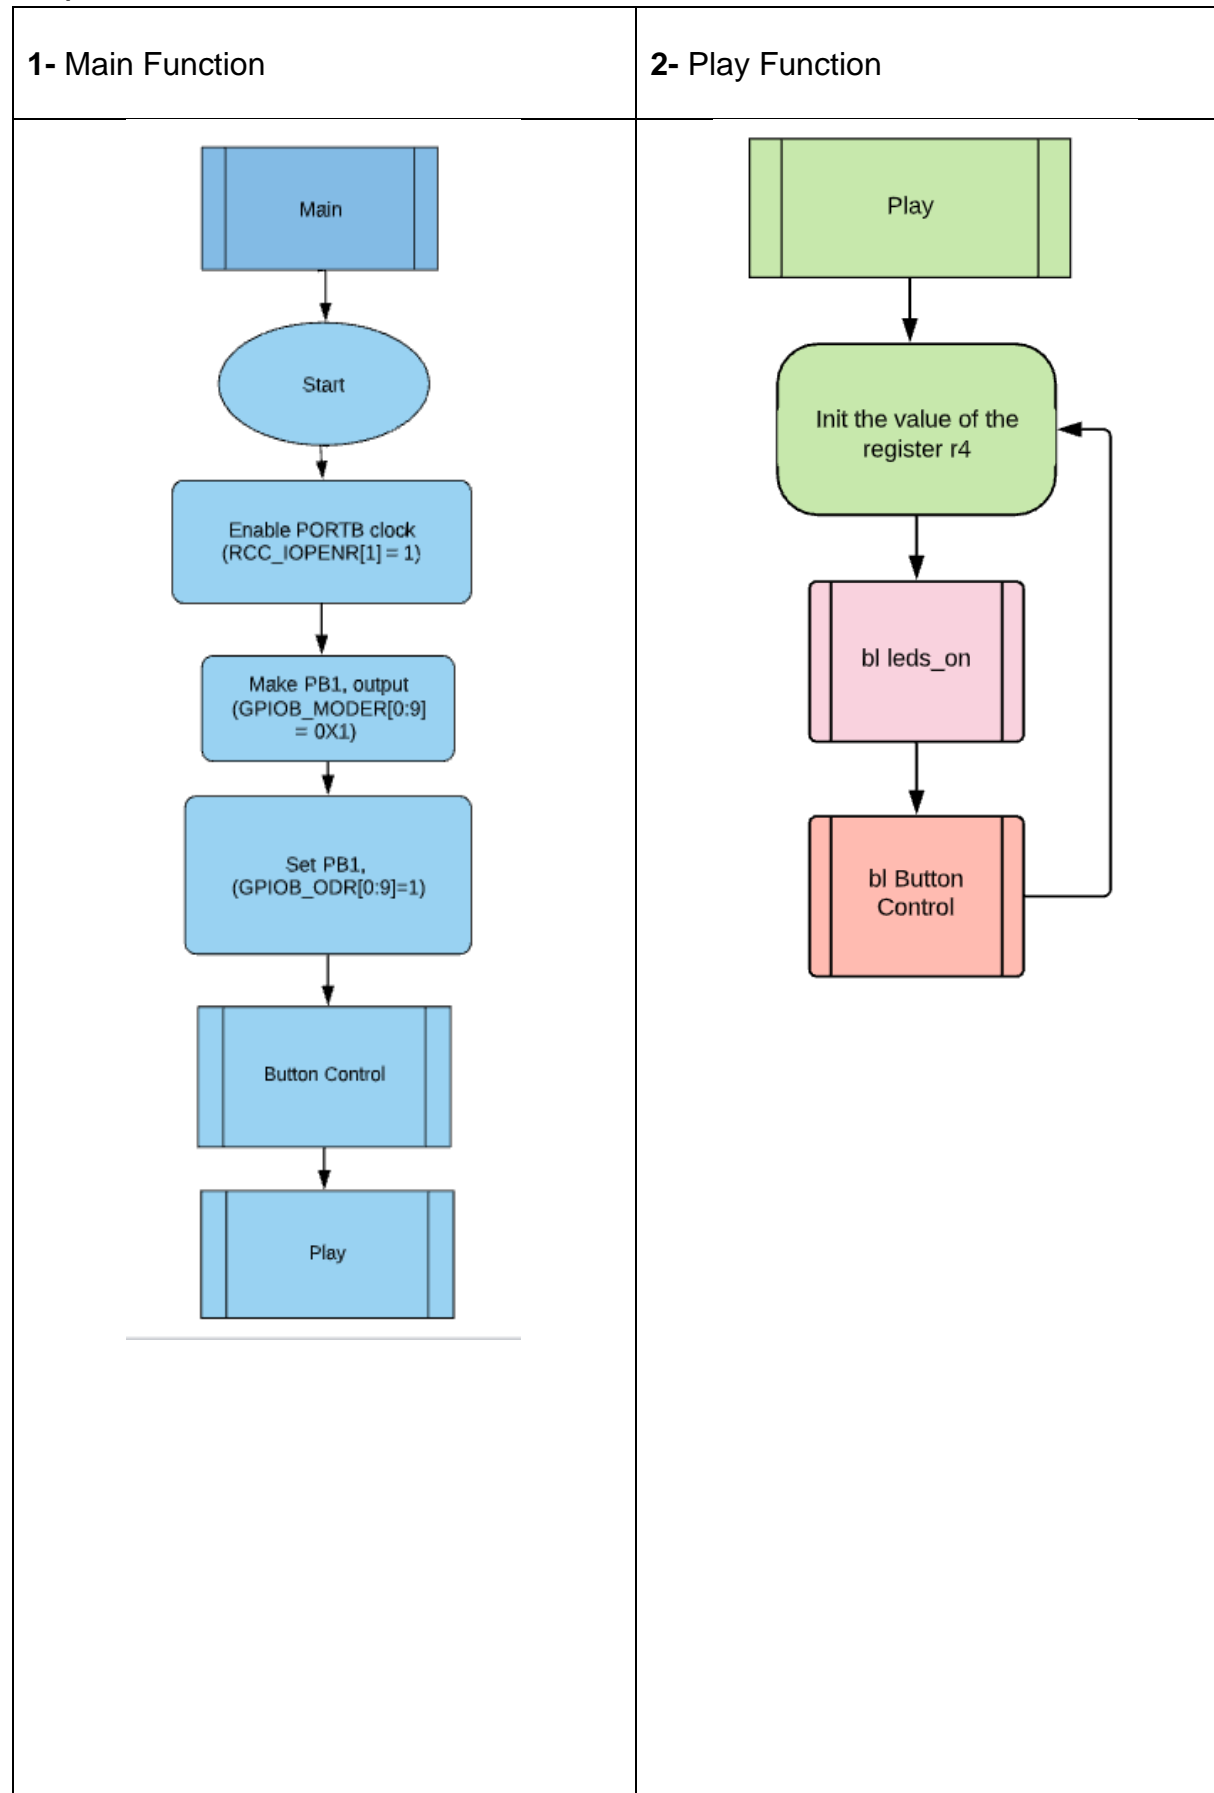 1- Main Function
2- Play Function
Main
Start
Enable PORTB clock
(RCC_IOPENR[1] = 1)
Make PB1, output
(GPIOB_MODER[0:9]
= 0X1)
Set PB1,
(GPIOB_ODR[0:9]=1)
Button Control
Play
Play
Init the value of the
register r4
bl leds_on
bl Button
Control